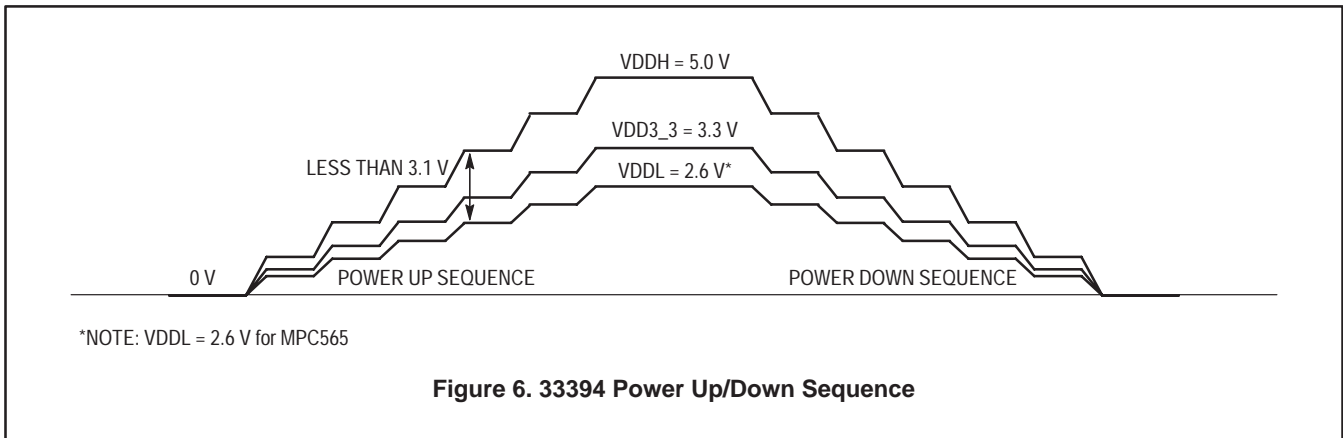 VDDH = 5.0 V
VDD3_3 = 3.3 V
LESS THAN 3.1 V
VDDL = 2.6 V*
0 V
POWER UP SEQUENCE
POWER DOWN SEQUENCE
*NOTE: VDDL = 2.6 V for MPC565
Figure 6. 33394 Power Up/Down Sequence